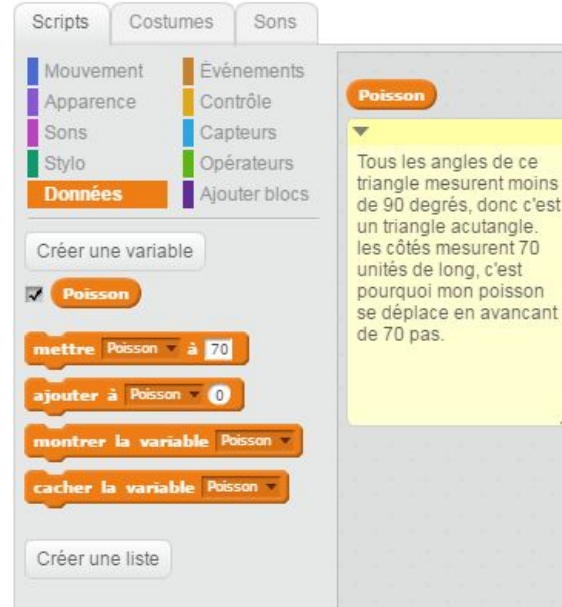 Scripts
Costumes
Sons
Mouvement
Évènements
Apparence
Contrôle
Sons
Capteurs
Stylo
Opérateurs
Données
Ajouter blocs
Créer une variable
Poisson
mettre Poisson à 70
ajouter à Poisson 0
montrer la variable Poisson
cacher la variable Poisson
Créer une liste
Poisson
Tous les angles de ce
triangle mesurent moins
de 90 degrés, donc c'est
un triangle acutangle.
les côtés mesurent 70
unités de long, c'est
pourquoi mon poisson
se déplace en avancant
de 70 pas.